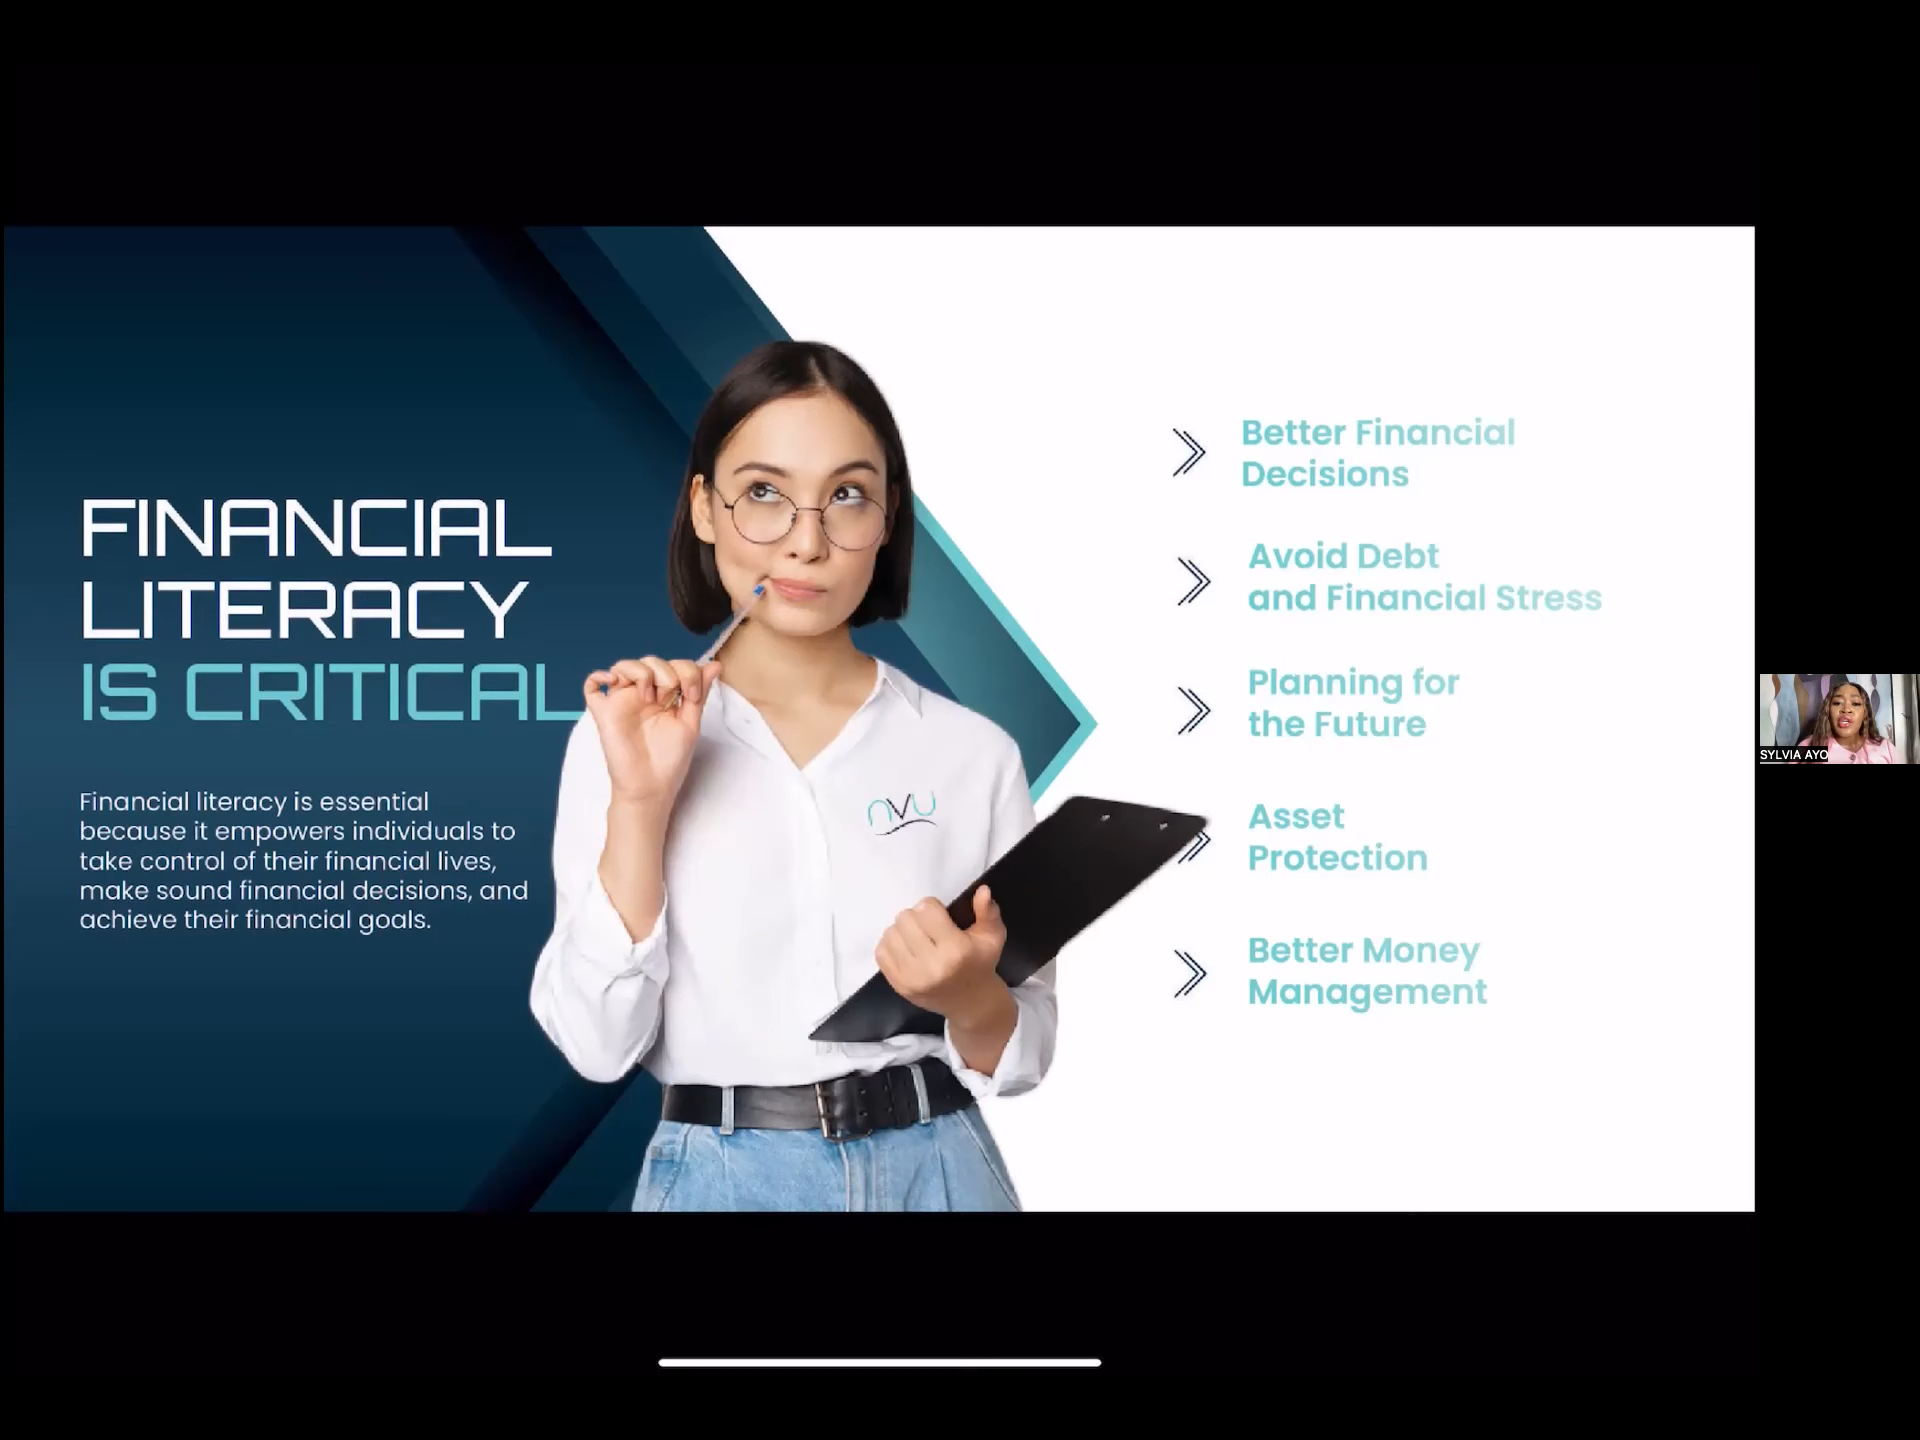 FINANCIAL
LITERACY
IS CRITICAL
Financial literacy is essential
because it empowers individuals to
take control of their financial lives,
make sound financial decisions, and
achieve their financial goals.
nvu
Better Financial
Decisions
Avoid Debt
and Financial Stress
Planning for
the Future
Asset
Protection
Better Money
Management
SYLVIA AYO